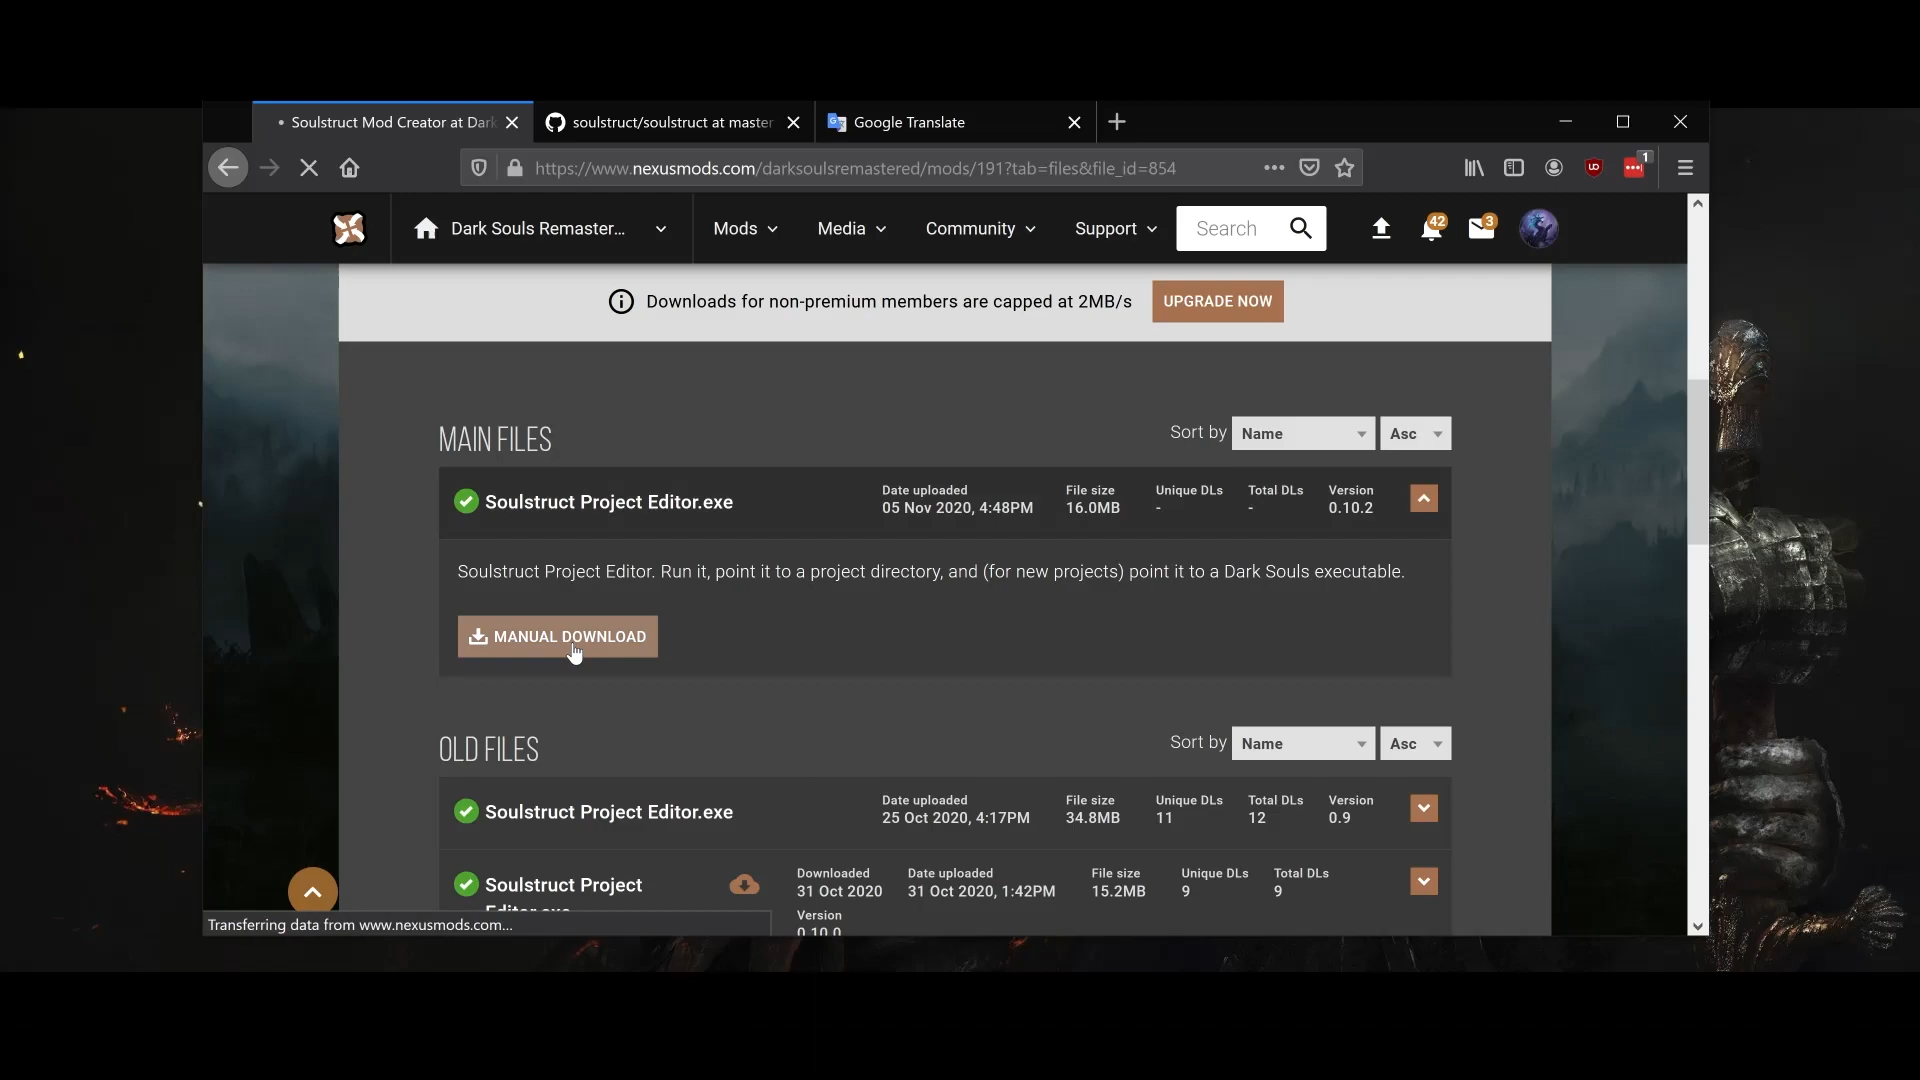 Soulstruct Mod Creator at Dark
soulstruct/soulstruct at master
Google Translate
https://www.nexusmods.com/darksoulsremastered/mods/191?tab=files&file_id=854
1
Dark Souls Remaster...
Mods
Media
Community
Support
Search
42
3
Downloads for non-premium members are capped at 2MB/s
UPGRADE NOW
MAIN FILES
Sort by Name Asc
Soulstruct Project Editor.exe
Date uploaded File size Unique DLs Total DLs Version
05 Nov 2020, 4:48PM 16.0MB - - 0.10.2
Soulstruct Project Editor. Run it, point it to a project directory, and (for new projects) point it to a Dark Souls executable.
MANUAL DOWNLOAD
OLD FILES
Sort by Name Asc
Soulstruct Project Editor.exe
Date uploaded File size Unique DLs Total DLs Version
25 Oct 2020, 4:17PM 34.8MB 11 12 0.9
Soulstruct Project
Editor.exe
Downloaded Date uploaded File size Unique DLs Total DLs
31 Oct 2020 31 Oct 2020, 1:42PM 15.2MB 9 9
Version
0.10.0
Transferring data from www.nexusmods.com...